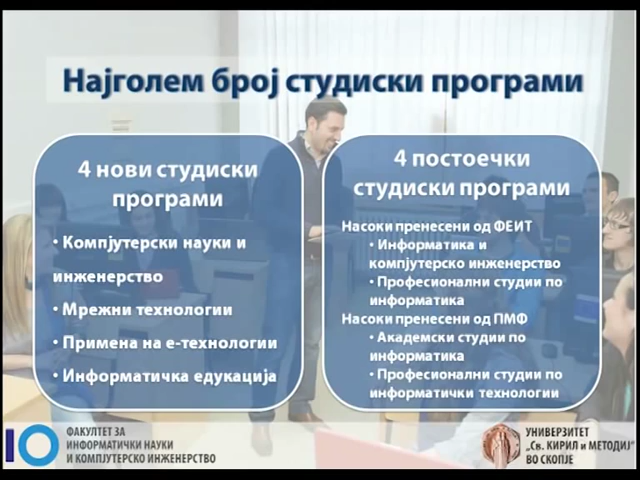 Најголем број студиски програми
4 нови студиски
програми
• Компјутерски науки и
инженерство
• Мрежни технологии
• Примена на е-технологии
• Информатичка едукација
4 постоечки
студиски програми
Насоки пренесени од ФЕИТ
• Информатика и
компјутерско инженерство
• Професионални студии по
информатика
Насоки пренесени од ПМФ
• Академски студии по
информатика
• Професионални студии по
информатички технологии
ФАКУЛТЕТ ЗА
ИНФОРМАТИЧКИ НАУКИ
И КОМПЈУТЕРСКО ИНЖЕНЕРСТВО
УНИВЕРЗИТЕТ
„Св. КИРИЛ и МЕТОДИЈ"
ВО СКОПЈЕ